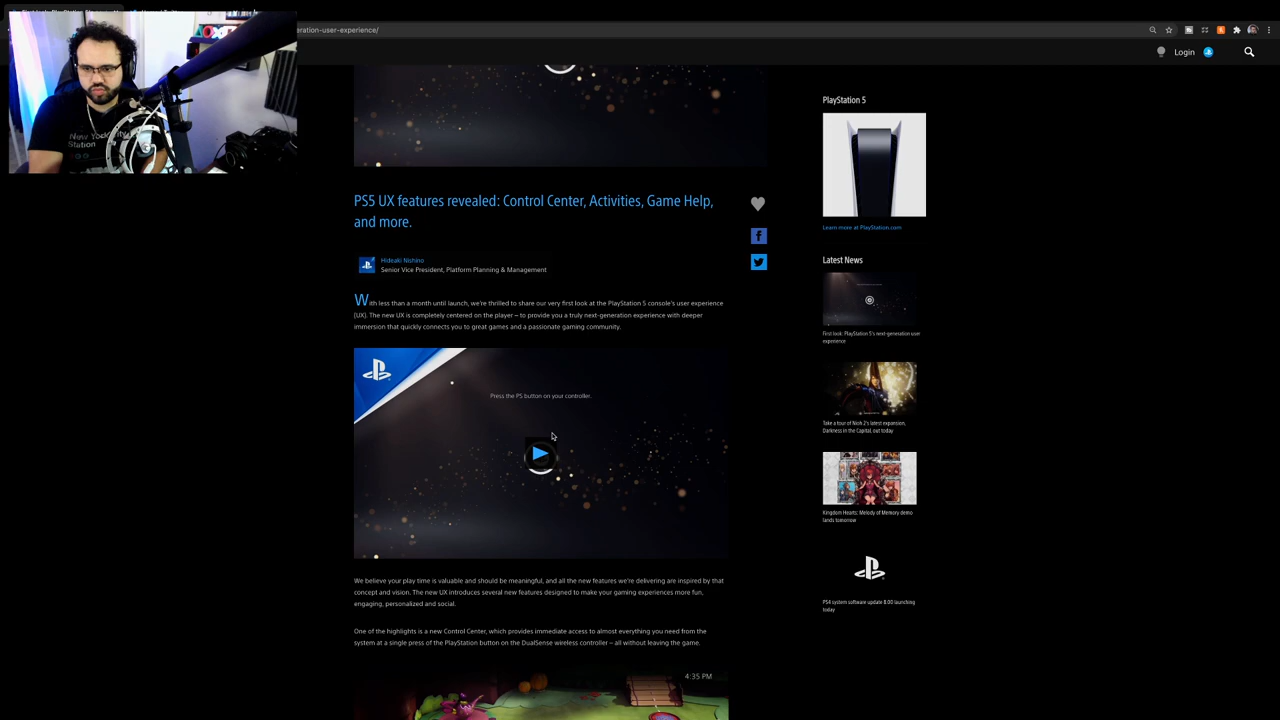 eration-user-experience/
Login
New York City
Station
PS5 UX features revealed: Control Center, Activities, Game Help,
and more.
Hideaki Nishino
Senior Vice President, Platform Planning & Management
With less than a month until launch, we're thrilled to share our very first look at the PlayStation 5 console's user experience
(UX). The new UX is completely centered on the player – to provide you a truly next-generation experience with deeper
immersion that quickly connects you to great games and a passionate gaming community.
Press the PS button on your controller.
We believe your play time is valuable and should be meaningful, and all the new features we're delivering are inspired by that
concept and vision. The new UX introduces several new features designed to make your gaming experiences more fun,
engaging, personalized and social.
One of the highlights is a new Control Center, which provides immediate access to almost everything you need from the
system at a single press of the PlayStation button on the DualSense wireless controller – all without leaving the game.
4:35 PM
PlayStation 5
Learn more at PlayStation.com
Latest News
First look: PlayStation 5's next-generation user
experience
Take a tour of Nioh 2's latest expansion,
Darkness in the Capital, out today
Kingdom Hearts: Melody of Memory demo
lands tomorrow
PS4 system software update 8.00 launching
today